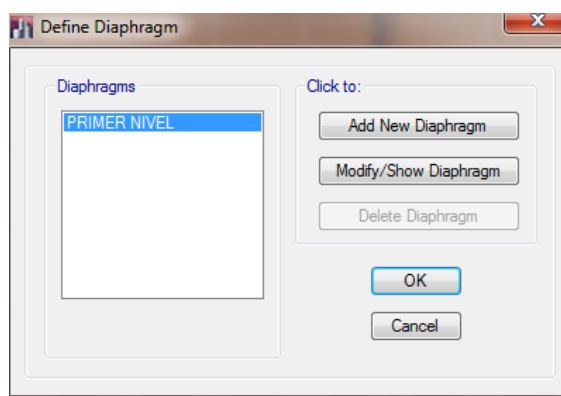 Define Diaphragm
Diaphragms
PRIMER NIVEL
Click to:
Add New Diaphragm
Modify/Show Diaphragm
Delete Diaphragm
OK
Cancel